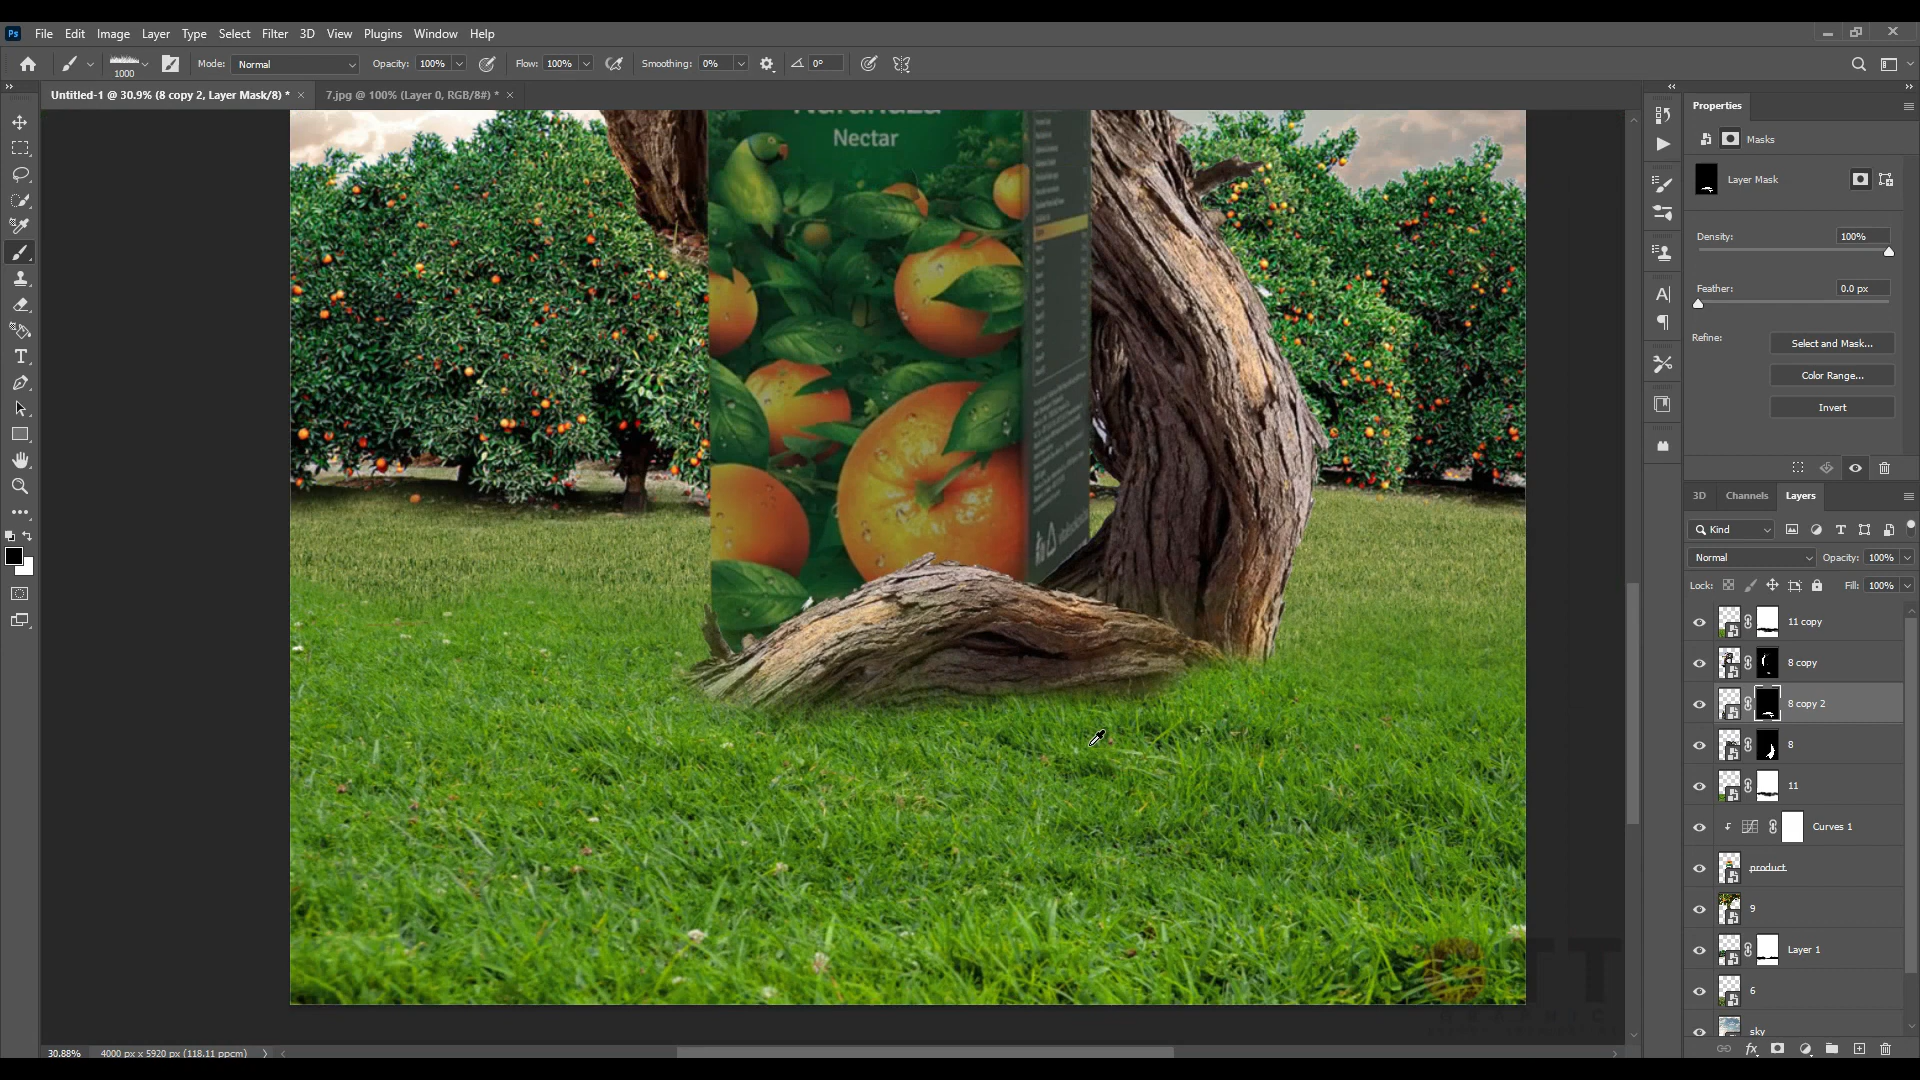 Ps File Edit Image Layer Type Select Filter 3D View Plugins Window Help
1000 Mode: Normal Opacity: 100% Flow: 100% Smoothing: 0% 0°
Untitled-1 @ 30.9% (8 copy 2, Layer Mask/8) * × 7.jpg @ 100% (Layer 0, RGB/8#) * ×
Nectar
Properties
Masks
Layer Mask
Density: 100%
Feather: 0.0 px
Refine: Select and Mask...
Color Range...
Invert
3D Channels Layers
Kind
Normal Opacity: 100%
Lock: Fill: 100%
11 copy
8 copy
8 copy 2
8
11
Curves 1
product
9
Layer 1
6
sky
30.88% 4000 px x 5920 px (118.11 ppcm)